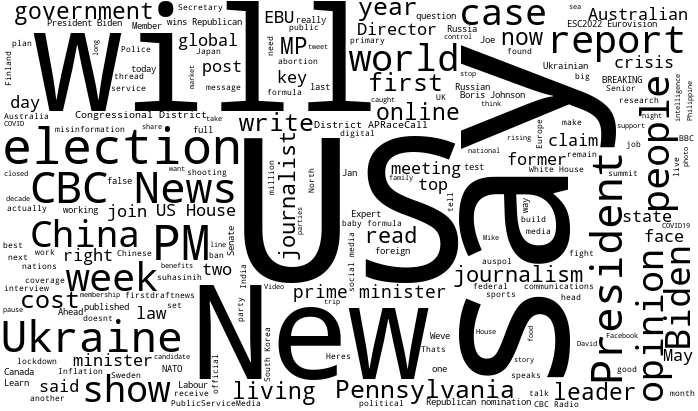 government
Secretary
wins Republican
EBU
really
year
question
Russia
case
sea
ESC2022 Eurovision
President Biden
Member
public
Director
control
Joe
now
Australian
plan
long
Police
global
Japan
need
MP
tweet
primary
found
report
Finland
will
today
thread
service
market
post
message
abortion
key
formula
last
world
stop
Ukrainian
big
crisis
Russian
BREAKING
Senior
research
intelligence
Philippine
day
Boris Johnson
first
caught
UK
think
say
Australia
COVID
Congressional District
take
full
write
District APRaceCall
digital
online
rising
Europe
make
claim
night
support
misinformation
share
election
national
former
remain
job
BBC
live
photo
people
closed
want
shooting
journalist
million
North
US
Jan
meeting
family
top
test
White House
summit
President
CBC News
false
decade
actually
working
join US House
parties
Expert
baby formula
tell
way
build
media
state
COVID19
China
PM
line
ban
Senate
social media
read
foreign
Mike
face
best
next
work
right
Chinese
nations
week
benefits
suhasinih
two
India
Video
auspol
fight
journalism
coverage
interview
cost
membership
firstdraftnews
published
set
pause
Ahead
doesnt
law
prime minister
trip
federal
sports
communications
head
opinion
Biden
Ukraine
party
News
South Korea
Weve
Thats
House
food
David
Facebook
May
lockdown
minister
candidate
NATO
official
Heres
one
story
good
Canada
Learn
Inflation
Sweden
said
another
show
Labour
receive
PublicServiceMedia
living
Pennsylvania
political
Republican nomination
speaks
talk
CBC Radio
leader
month